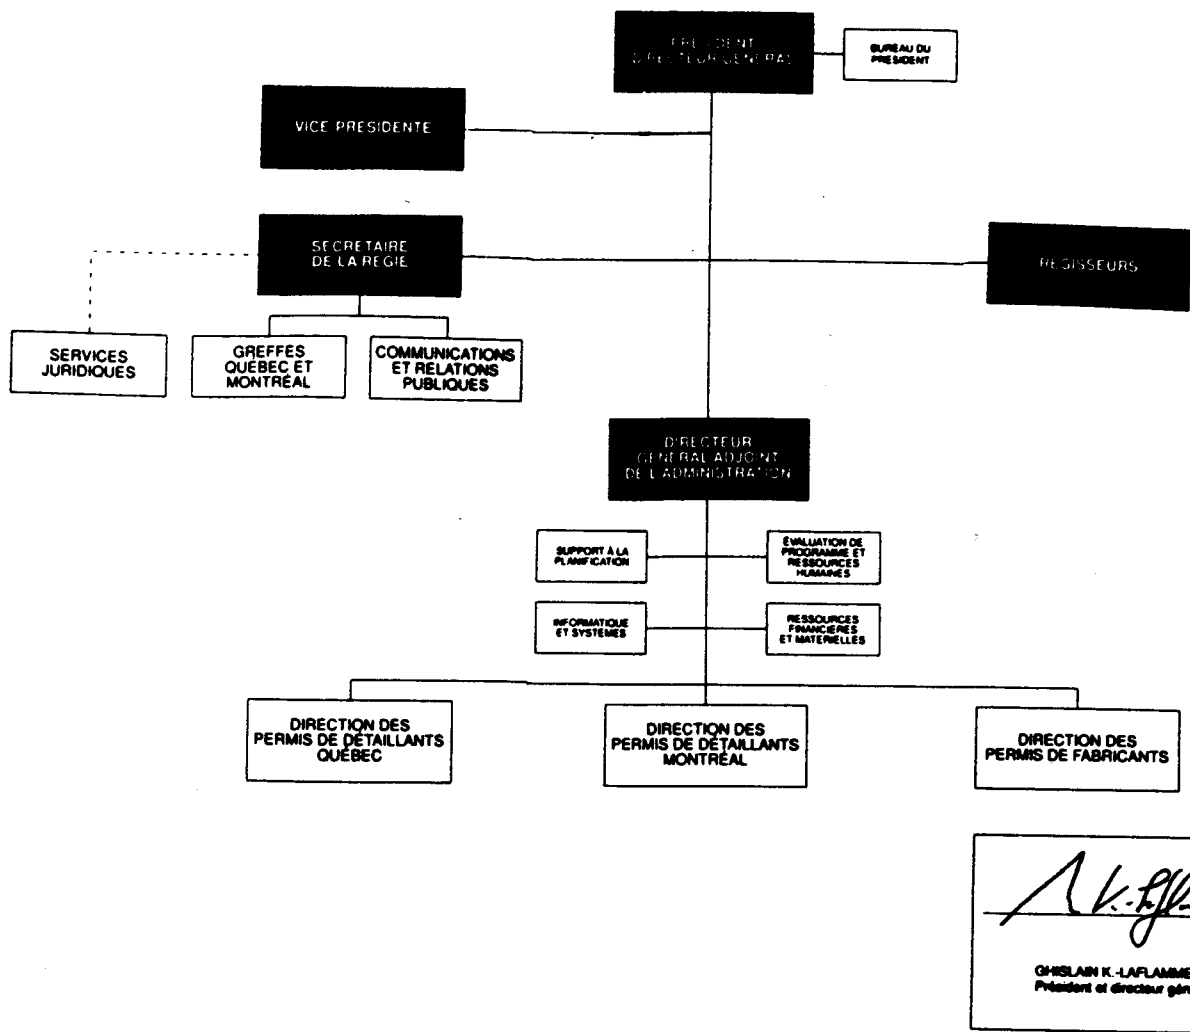 PRÉSIDENT
DIRECTEUR GÉNÉRAL
BUREAU DU
PRÉSIDENT
VICE PRÉSIDENTE
SECRÉTAIRE
DE LA RÉGIE
RÉGISSEURS
SERVICES
JURIDIQUES
GREFFES
QUÉBEC ET
MONTRÉAL
COMMUNICATIONS
ET RELATIONS
PUBLIQUES
DIRECTEUR
GÉNÉRAL ADJOINT
DE L'ADMINISTRATION
SUPPORT À LA
PLANIFICATION
ÉVALUATION DE
PROGRAMME ET
RESSOURCES
HUMAINES
INFORMATIQUE
ET SYSTÈMES
RESSOURCES
FINANCIÈRES
ET MATÉRIELLES
DIRECTION DES
PERMIS DE DÉTAILLANTS
QUÉBEC
DIRECTION DES
PERMIS DE DÉTAILLANTS
MONTRÉAL
DIRECTION DES
PERMIS DE FABRICANTS
GHISLAIN K.-LAFLAMME
Président et directeur